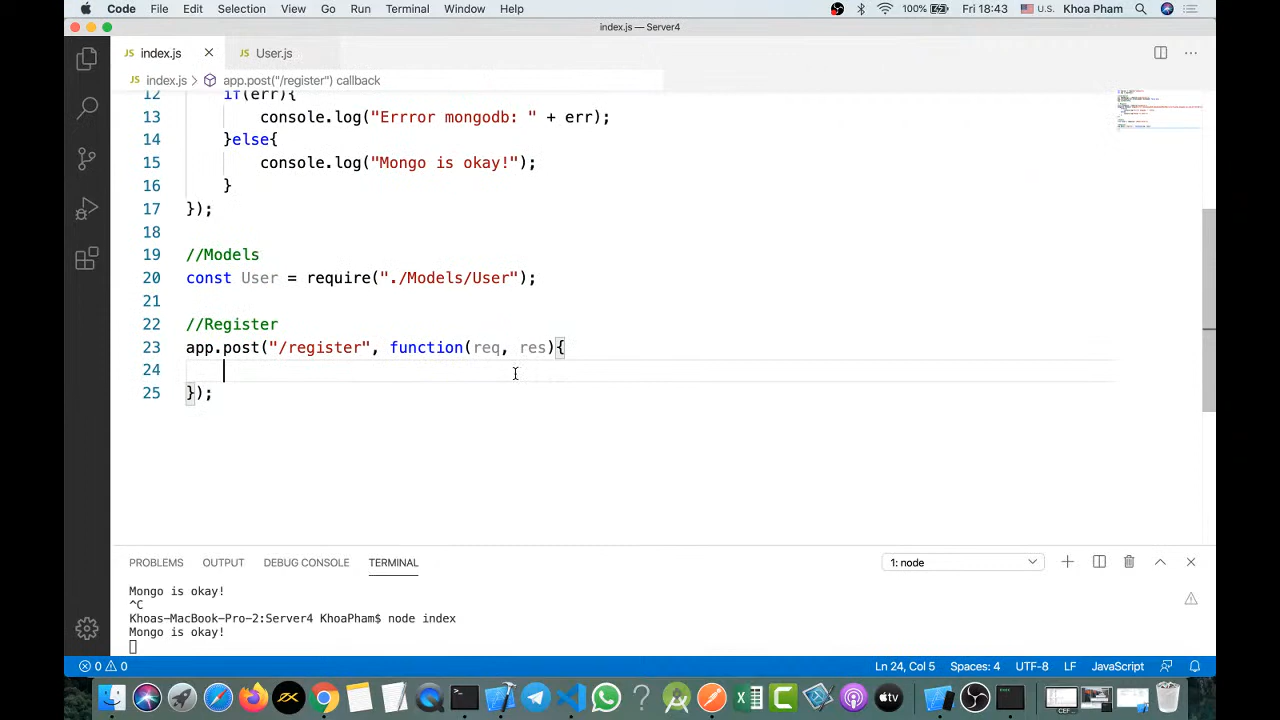 Code File Edit Selection View Go Run Terminal Window Help 100% Fri 18:43 Khoa Pham
index.js — Server4
JS index.js × JS User.js
JS index.js > app.post("/register") callback
12 if(err){
13 console.log("Errror mongodb: " + err);
14 }else{
15 console.log("Mongo is okay!");
16 }
17 });
18
19 //Models
20 const User = require("./Models/User");
21
22 //Register
23 app.post("/register", function(req, res){
24
25 });
PROBLEMS OUTPUT DEBUG CONSOLE TERMINAL 1: node
Mongo is okay!
^C
Khoas-MacBook-Pro-2:Server4 KhoaPham$ node index
Mongo is okay!
0 0 Ln 24, Col 5 Spaces: 4 UTF-8 LF JavaScript
tv